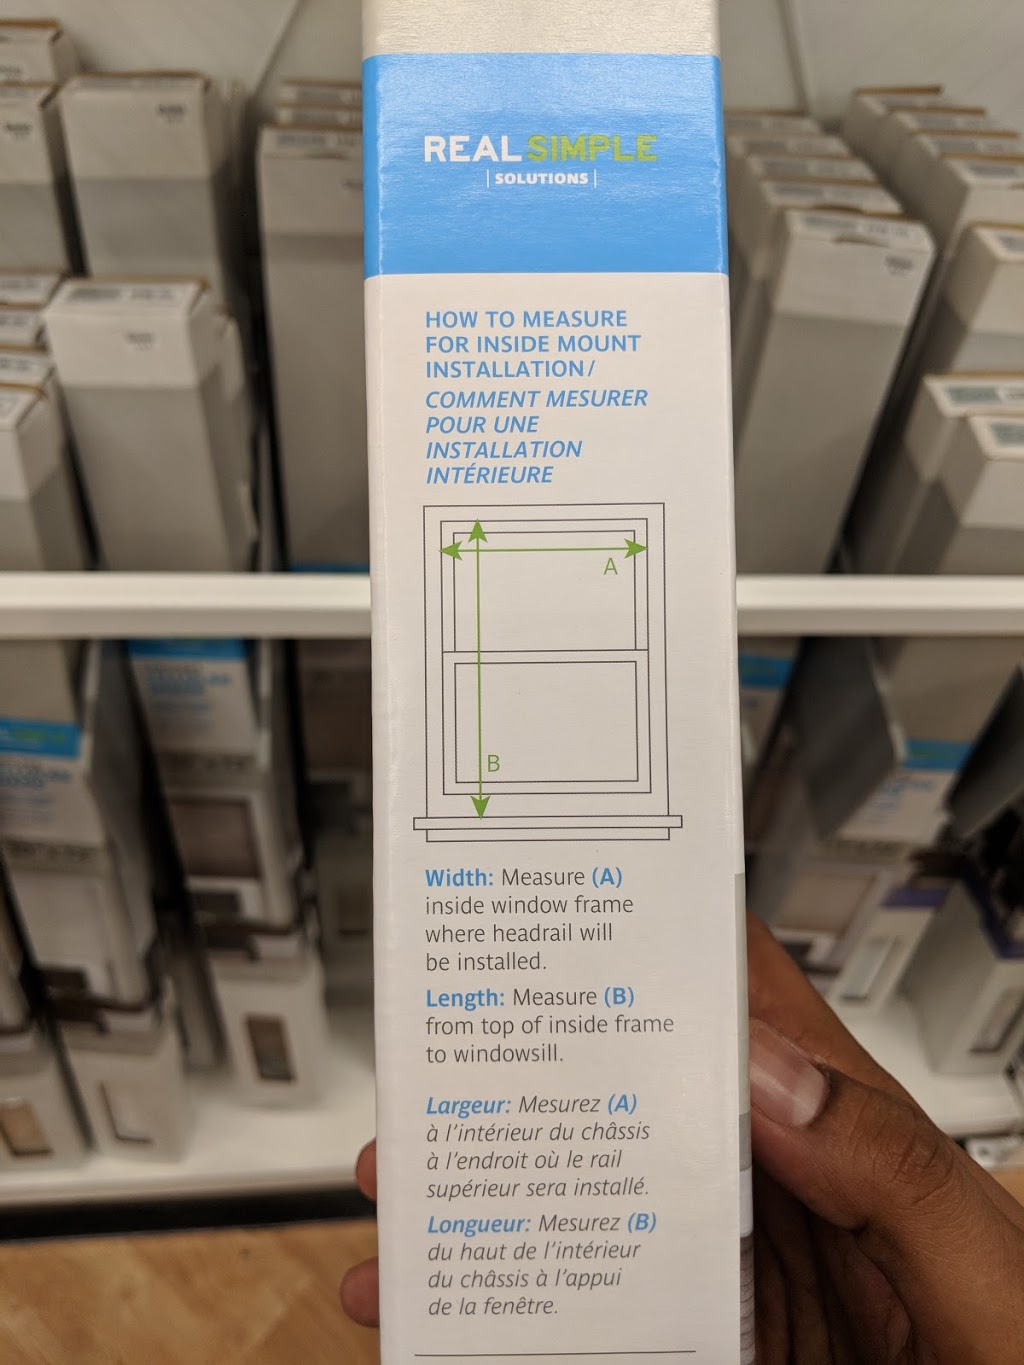 REAL SIMPLE
| SOLUTIONS |
HOW TO MEASURE
FOR INSIDE MOUNT
INSTALLATION /
COMMENT MESURER
POUR UNE
INSTALLATION
INTÉRIEURE
A
B
Width: Measure (A)
inside window frame
where headrail will
be installed.
Length: Measure (B)
from top of inside frame
to windowsill.
Largeur: Mesurez (A)
à l'intérieur du châssis
à l'endroit où le rail
supérieur sera installé.
Longueur: Mesurez (B)
du haut de l'intérieur
du châssis à l'appui
de la fenêtre.